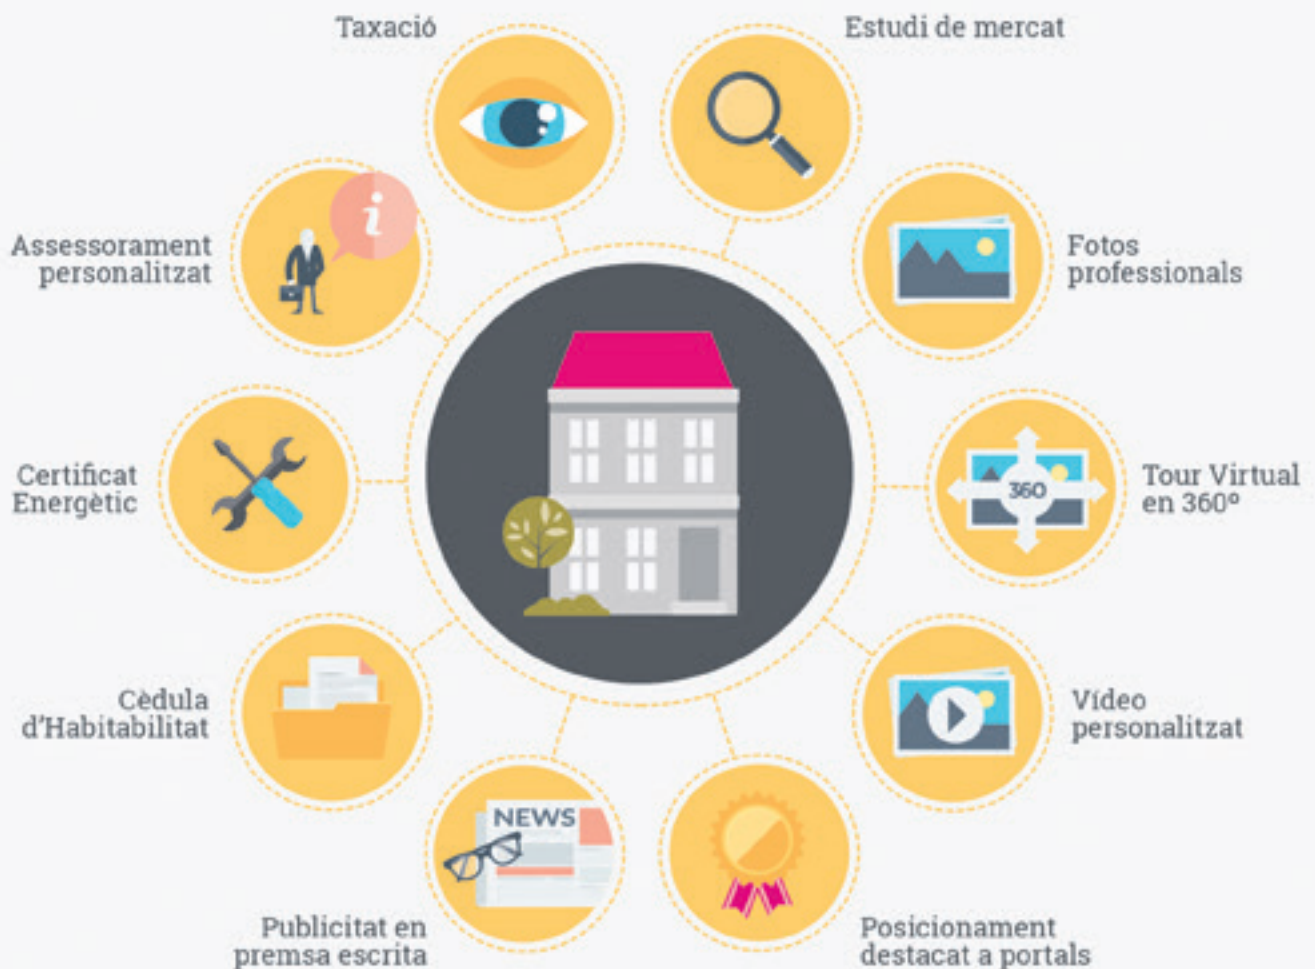 Taxació
Estudi de mercat
i
Assessorament
personalitzat
Fotos
professionals
Certificat
Energètic
360
Tour Virtual
en 360º
Cèdula
d'Habitabilitat
Vídeo
personalitzat
NEWS
Publicitat en
premsa escrita
Posicionament
destacat a portals